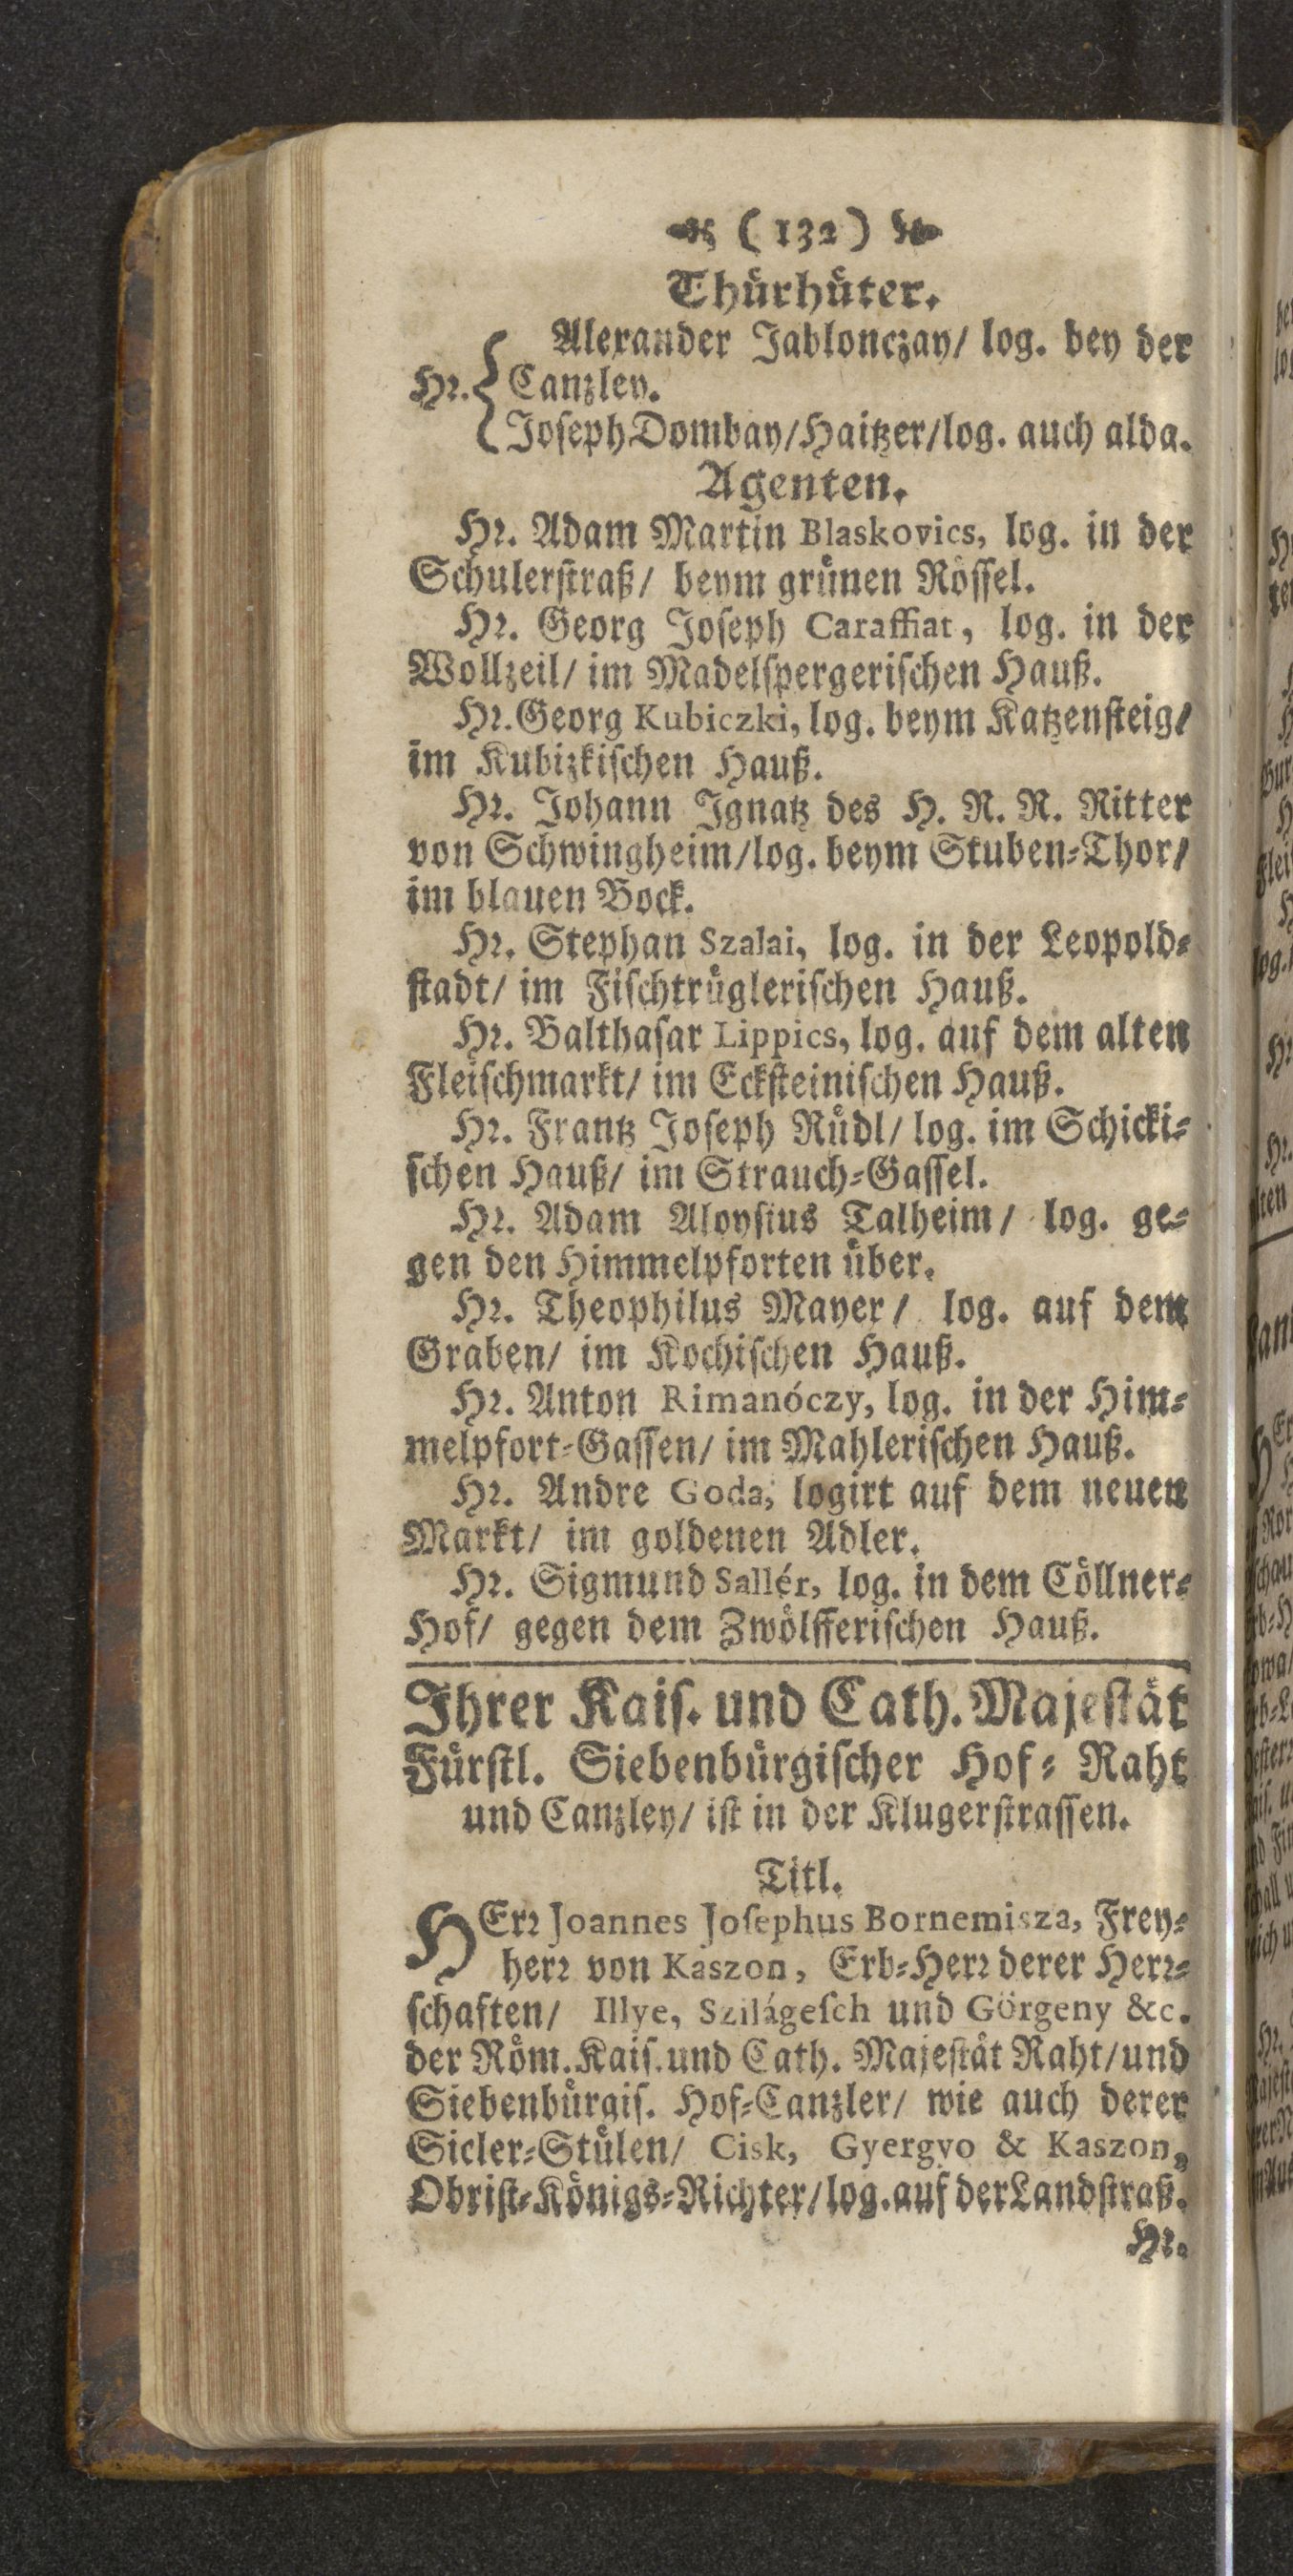 ( 132 )
Thürhüter.
Alexander Jablonczay/ log. bey der
Hr. Canzley.
Joseph Dombay/Haitzer/log. auch alda.
Agenten.
Hr. Adam Martin Blaskovics, log. in der
Schulerstraß/ beym grünen Rössel.
Hr. Georg Joseph Caraffiat, log. in der
Wollzeil/ im Madelspergerischen Hauß.
Hr. Georg Kubiczki, log. beym Katzensteig/
im Kubizkischen Hauß.
Hr. Johann Ignatz des H. R. R. Ritter
von Schwingheim/log. beym Stuben-Thor/
im blauen Bock.
Hr. Stephan Szalai, log. in der Leopold-
stadt/ im Fischtrüglerischen Hauß.
Hr. Balthasar Lippics, log. auf dem alten
Fleischmarkt/ im Ecksteinischen Hauß.
Hr. Frantz Joseph Rüdl/ log. im Schicki-
schen Hauß/ im Strauch-Gassel.
Hr. Adam Aloysius Talheim/ log. ge-
gen den Himmelpforten über.
Hr. Theophilus Mayer/ log. auf dem
Graben/ im Kochischen Hauß.
Hr. Anton Rimanóczy, log. in der Him-
melpfort-Gassen/ im Mahlerischen Hauß.
Hr. Andre Goda, logirt auf dem neuen
Markt/ im goldenen Adler.
Hr. Sigmund Sallér, log. in dem Cöllner-
Hof/ gegen dem Zwölfferischen Hauß.
Ihrer Kais. und Cath. Majestät
Fürstl. Siebenbürgischer Hof- Raht
und Canzley/ ist in der Klugerstrassen.
Titl.
HErr Joannes Josephus Bornemisza, Frey-
herr von Kaszon, Erb-Herr derer Herr-
schaften/ Illye, Szilágesch und Görgeny &c.
der Röm. Kais. und Cath. Majestät Raht/und
Siebenbürgis. Hof-Canzler/ wie auch derer
Sicler-Stülen/ Cisk, Gyergyo & Kaszon,
Obrist-Königs-Richter/log. auf der Landstraß.
Hr.